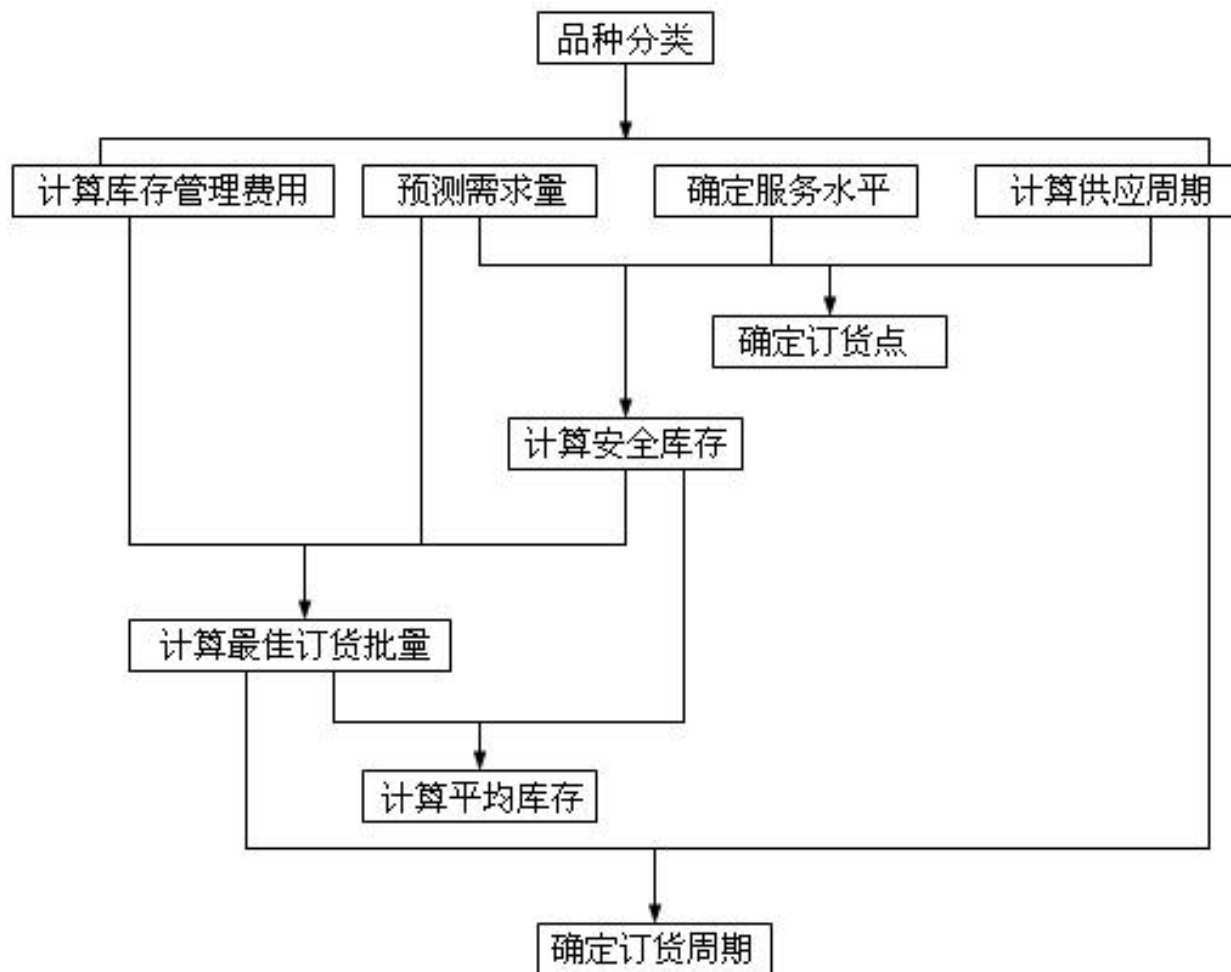 品种分类
计算库存管理费用
预测需求量
确定服务水平
计算供应周期
确定订货点
计算安全库存
计算最佳订货批量
计算平均库存
确定订货周期